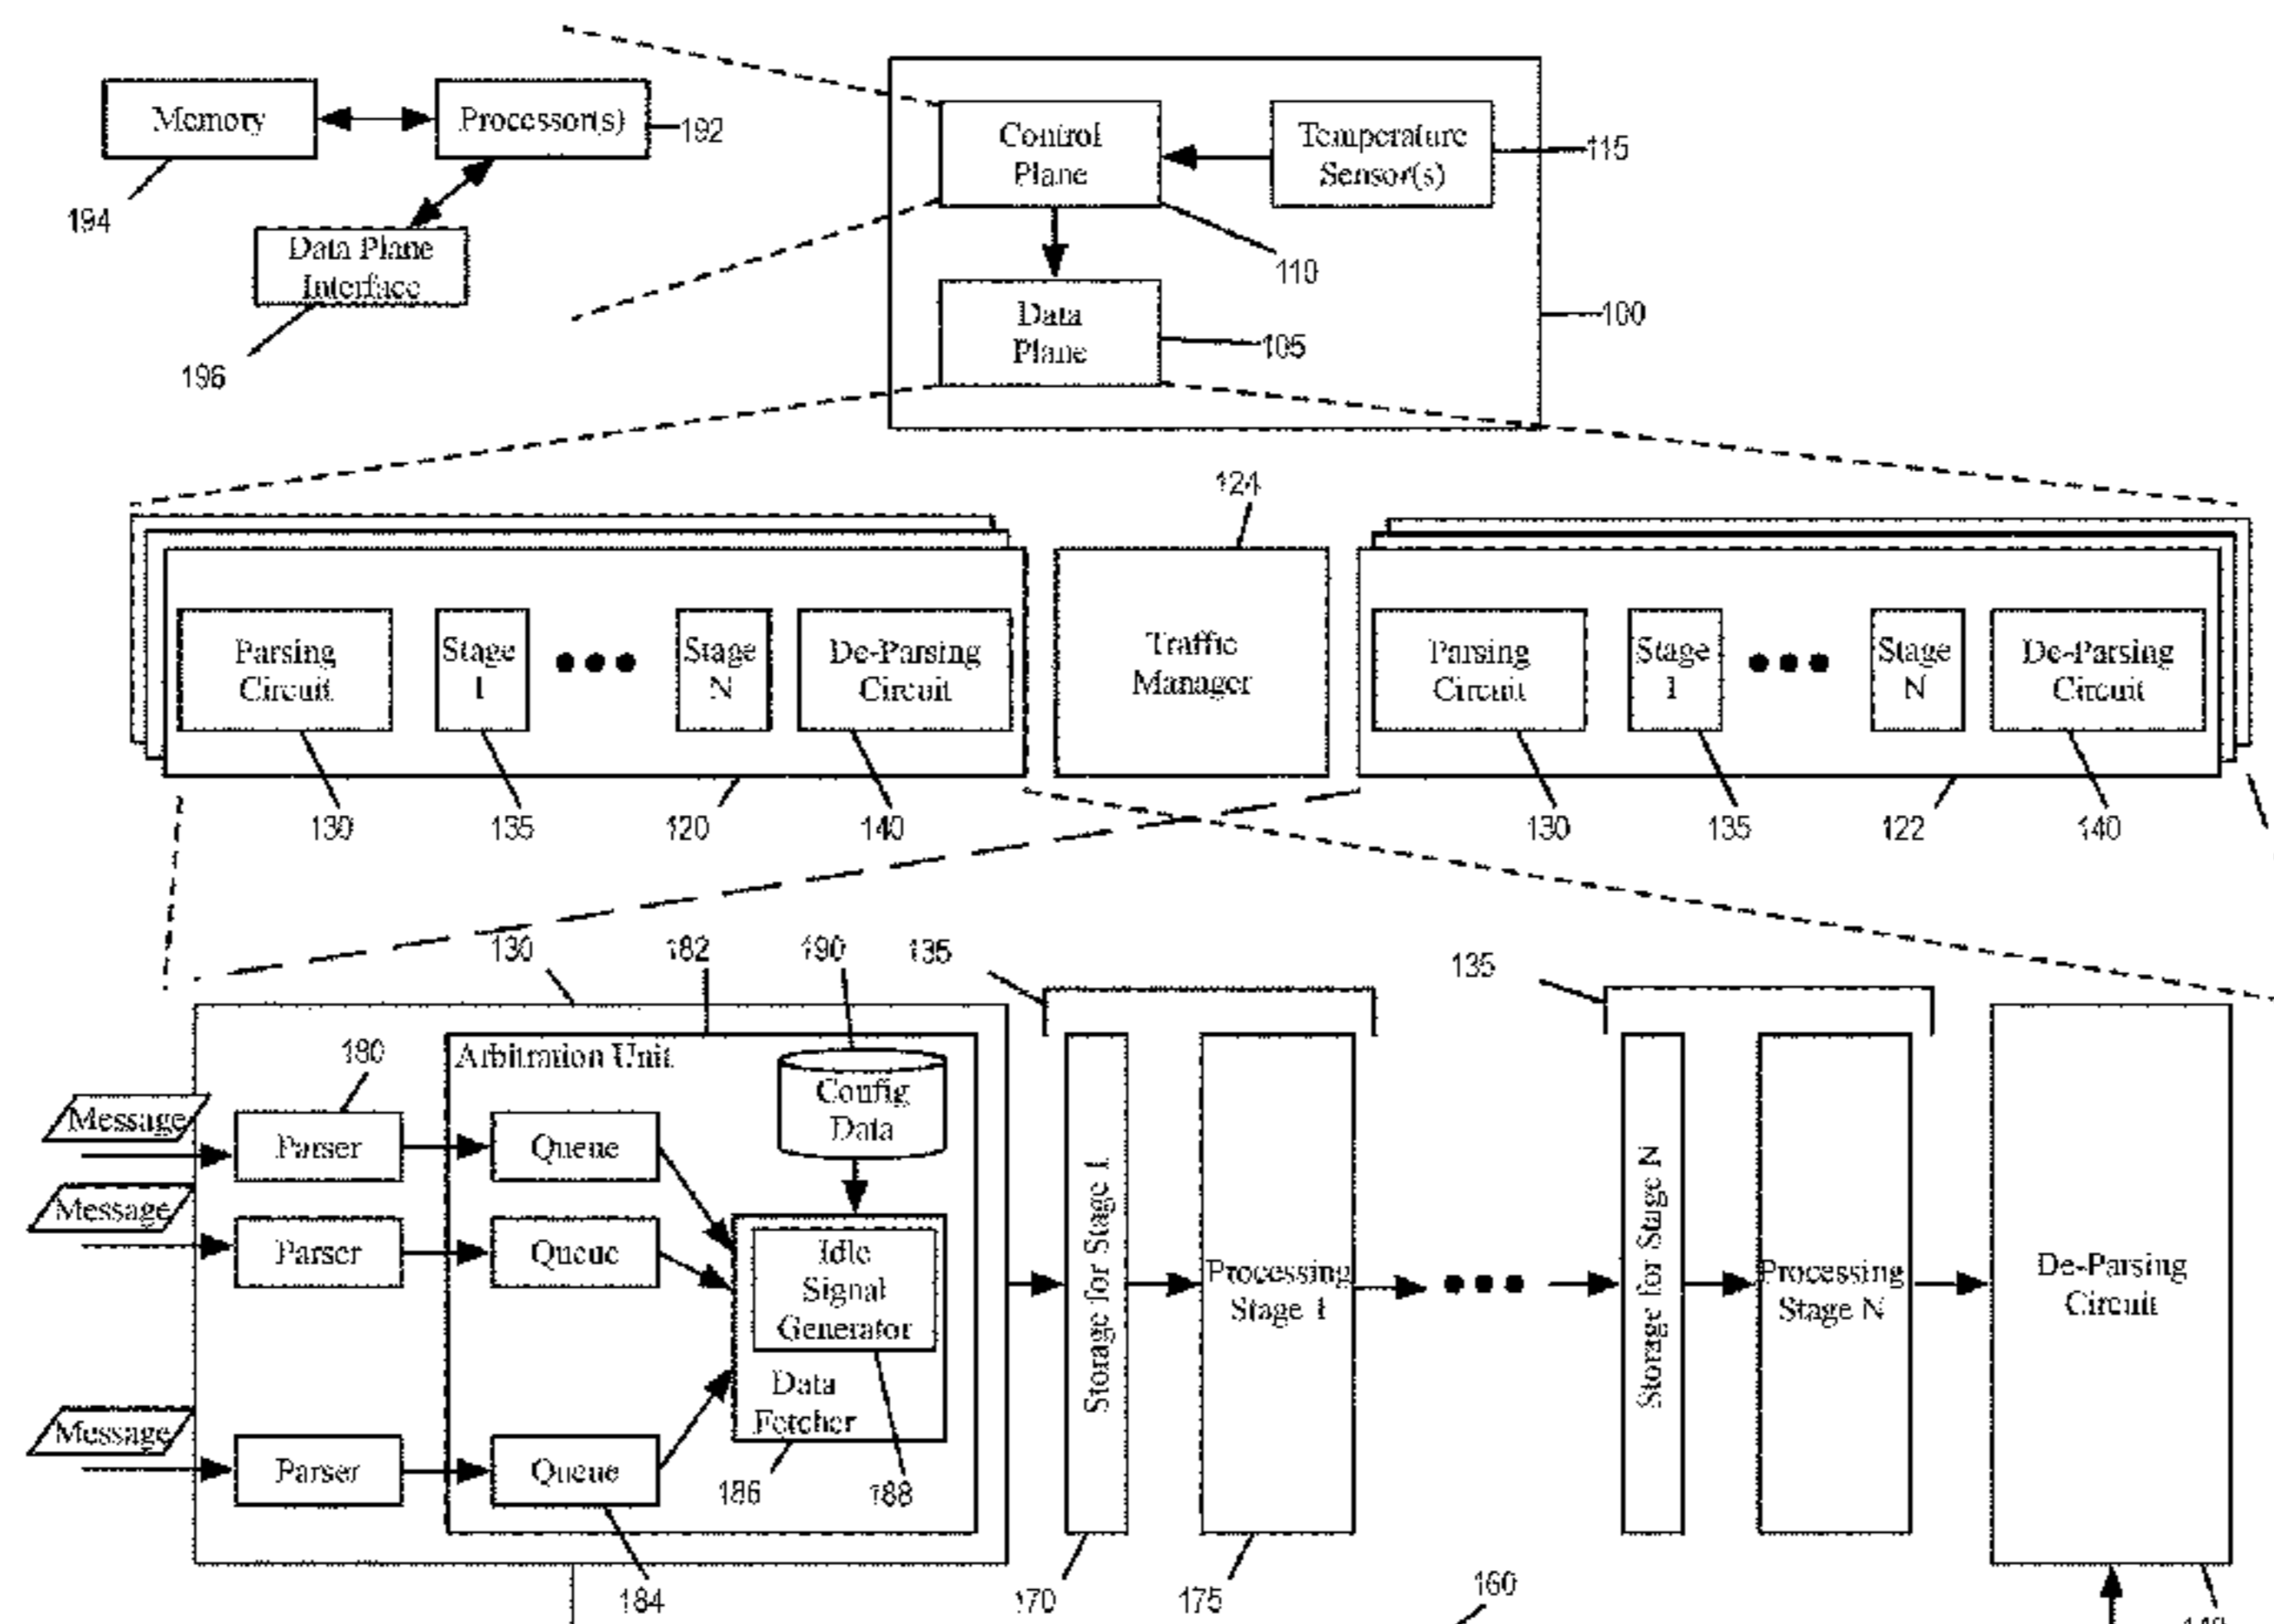 Memory
Processor(s)
192
194
Data Plane
Interface
196
Control
Plane
Temperature
Sensor(s)
115
110
Data
Plane
105
100
124
Parsing
Circuit
Stage
1
Stage
N
De-Parsing
Circuit
Traffic
Manager
Parsing
Circuit
Stage
1
Stage
N
De-Parsing
Circuit
130
135
120
140
130
135
122
140
130
182
190
135
135
180
Arbitration Unit
Config
Data
Message
Parser
Queue
Message
Parser
Queue
Idle
Signal
Generator
Data
Fetcher
Message
Parser
Queue
186
188
Storage for Stage 1
Processing
Stage 1
Storage for Stage N
Processing
Stage N
De-Parsing
Circuit
184
170
175
160